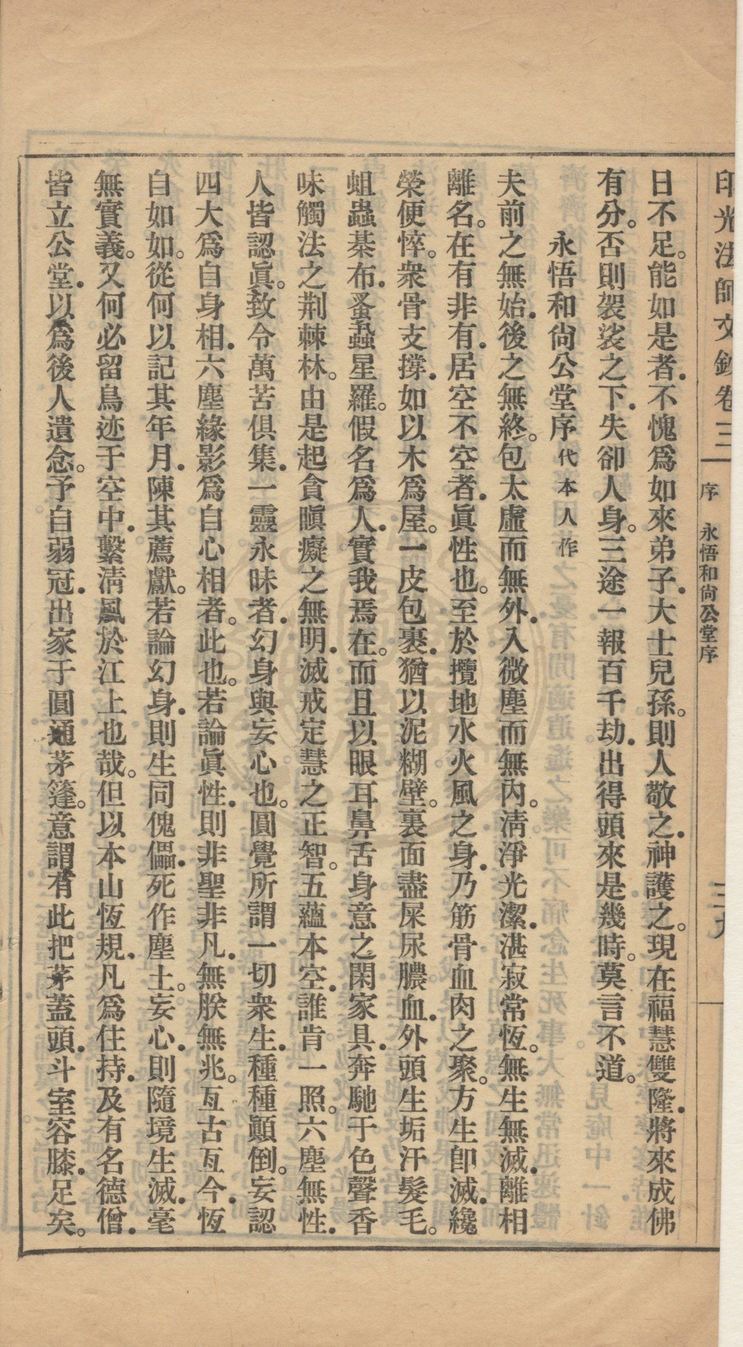 印光法師文鈔卷三 序 永悟和尙公堂序 三九
日不足。能如是者。不愧爲如來弟子。大士兒孫。則人敬之。神護之。現在福慧雙隆。將來成佛
有分。否則袈裟之下。失卻人身。三途一報百千劫。出得頭來是幾時。莫言不道。
永悟和尙公堂序 代本人作
夫前之無始。後之無終。包太虛而無外。入微塵而無內。淸淨光潔。湛寂常恆。無生無滅。離相
離名。在有非有。居空不空者。眞性也。至於攬地水火風之身。乃筋骨血肉之聚。方生卽滅。纔
榮便悴。衆骨支撐。如以木爲屋。一皮包裹。猶以泥糊壁。裏面盡屎尿膿血。外頭生垢汗髮毛。
蛆蟲棊布。蚤蝨星羅。假名爲人。實我焉在。而且以眼耳鼻舌身意之閑家具。奔馳于色聲香
味觸法之荆棘林。由是起貪瞋癡之無明。滅戒定慧之正智。五蘊本空。誰肯一照。六塵無性。
人皆認眞。致令萬苦俱集。一靈永昧者。幻身與妄心也。圓覺所謂一切衆生。種種顚倒。妄認
四大爲自身相。六塵緣影爲自心相者。此也。若論眞性。則非聖非凡。無朕無兆。亙古亙今。恆
自如如。從何以記其年月。陳其薦獻。若論幻身。則生同傀儡。死作塵土。妄心。則隨境生滅。毫
無實義。又何必留鳥迹于空中。繫淸風於江上也哉。但以本山恆規。凡爲住持。及有名德僧。
皆立公堂。以爲後人遺念。予自弱冠。出家于圓通茅篷。意謂有此把茅蓋頭。斗室容膝。足矣。